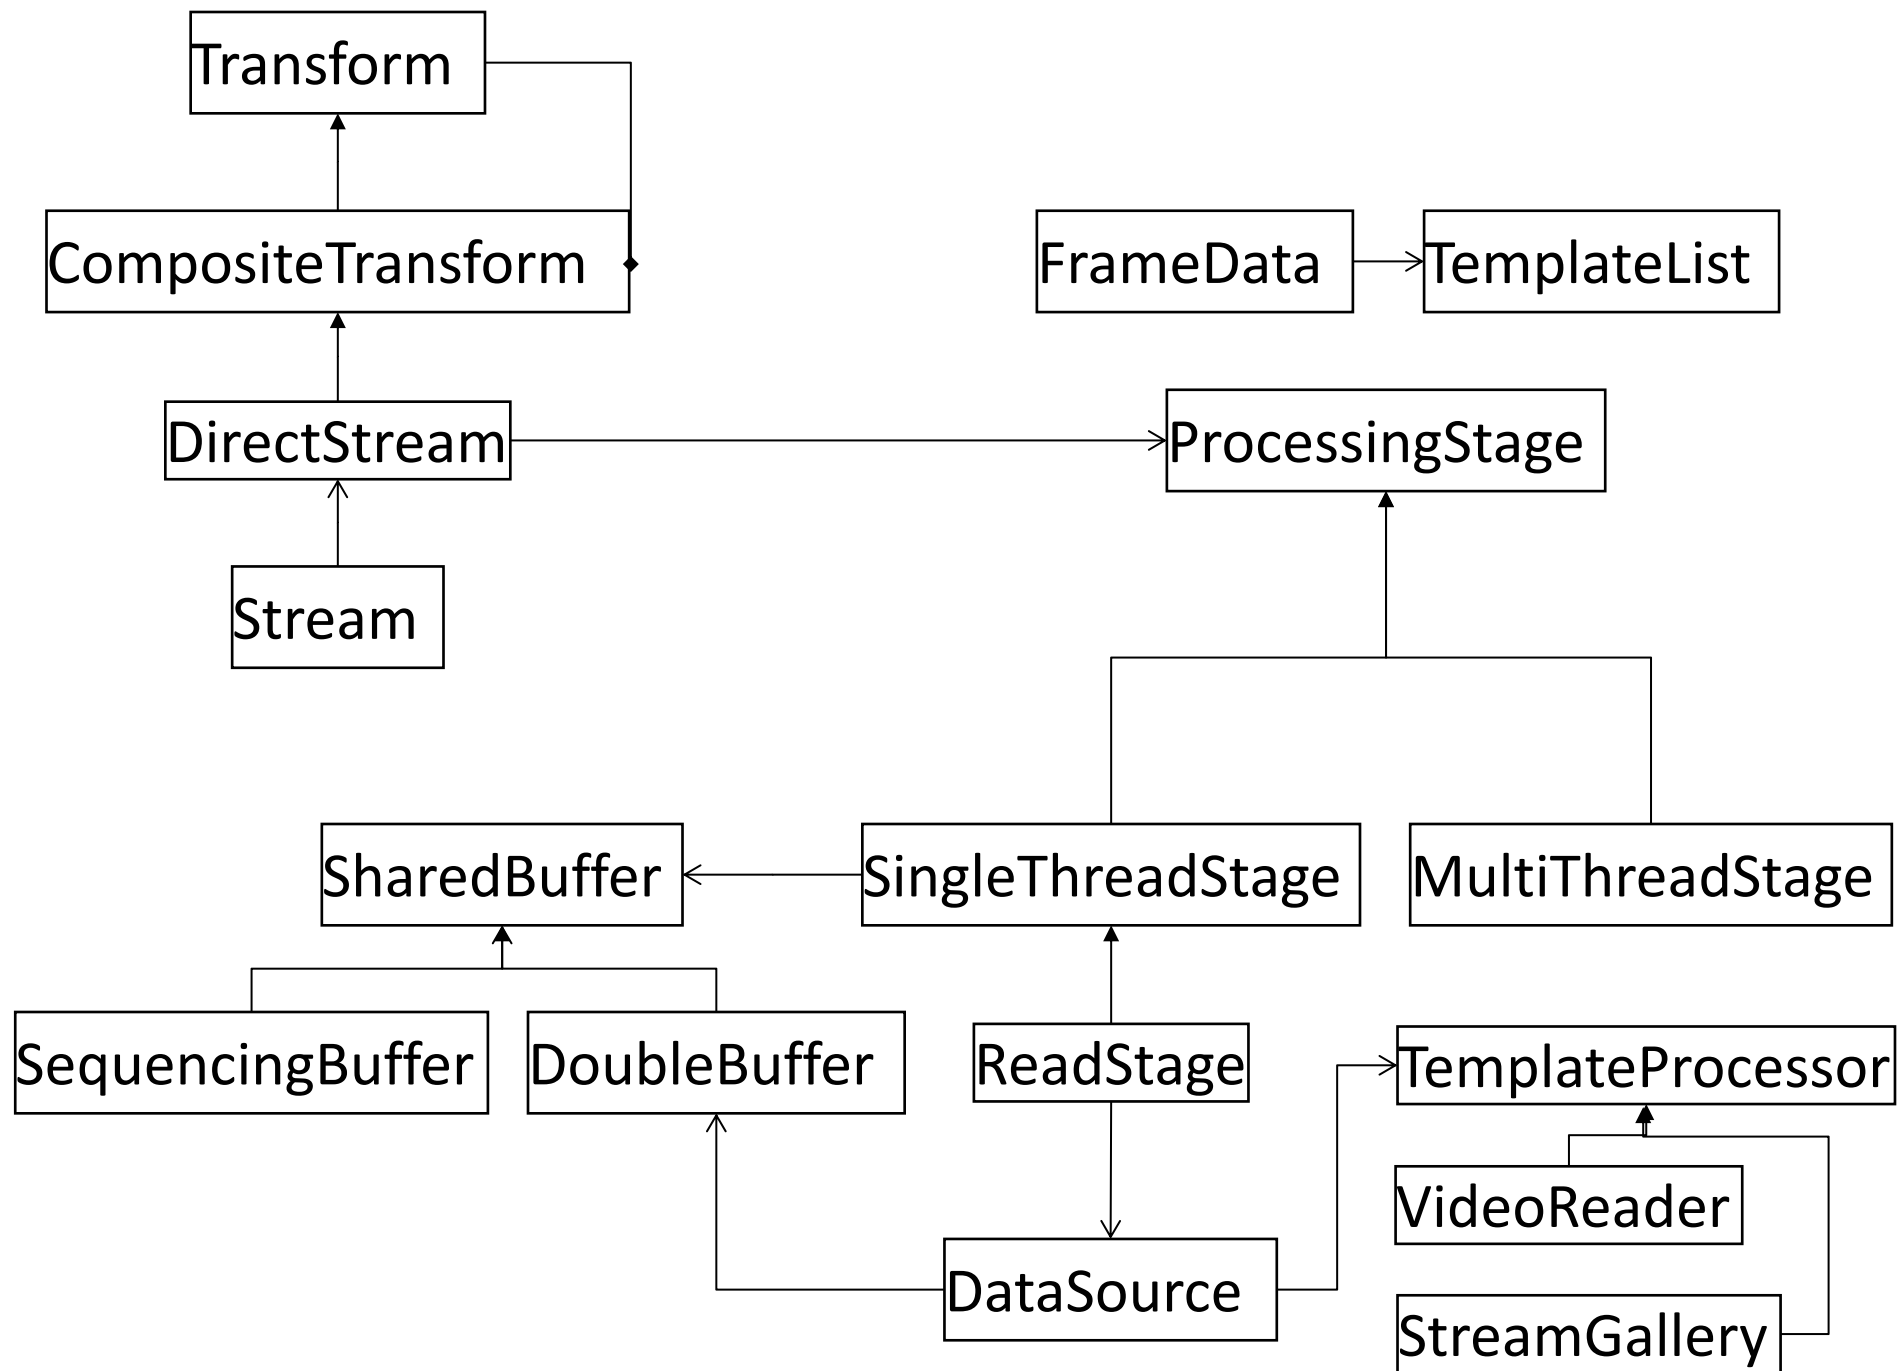 Transform
CompositeTransform
FrameData
TemplateList
DirectStream
ProcessingStage
Stream
SharedBuffer
SingleThreadStage
MultiThreadStage
SequencingBuffer
DoubleBuffer
ReadStage
TemplateProcessor
VideoReader
DataSource
StreamGallery